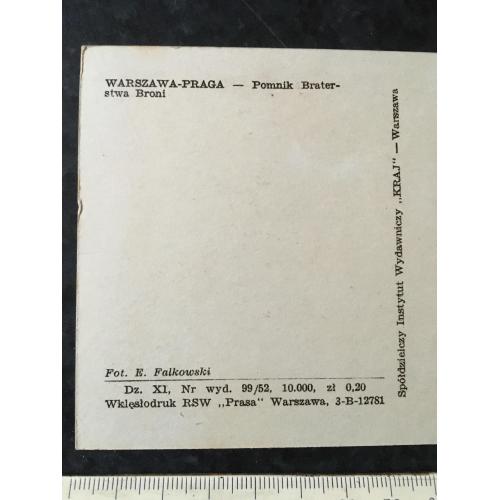 WARSZAWA-PRAGA — Pomnik Brater-
stwa Broni
Fot. E. Falkowski
Dz. XI, Nr wyd. 99/52, 10.000, zł 0,20
Wklęsłodruk RSW „Prasa" Warszawa, 3-B-12781
Spółdzielczy Instytut Wydawniczy „KRAJ" — Warszawa